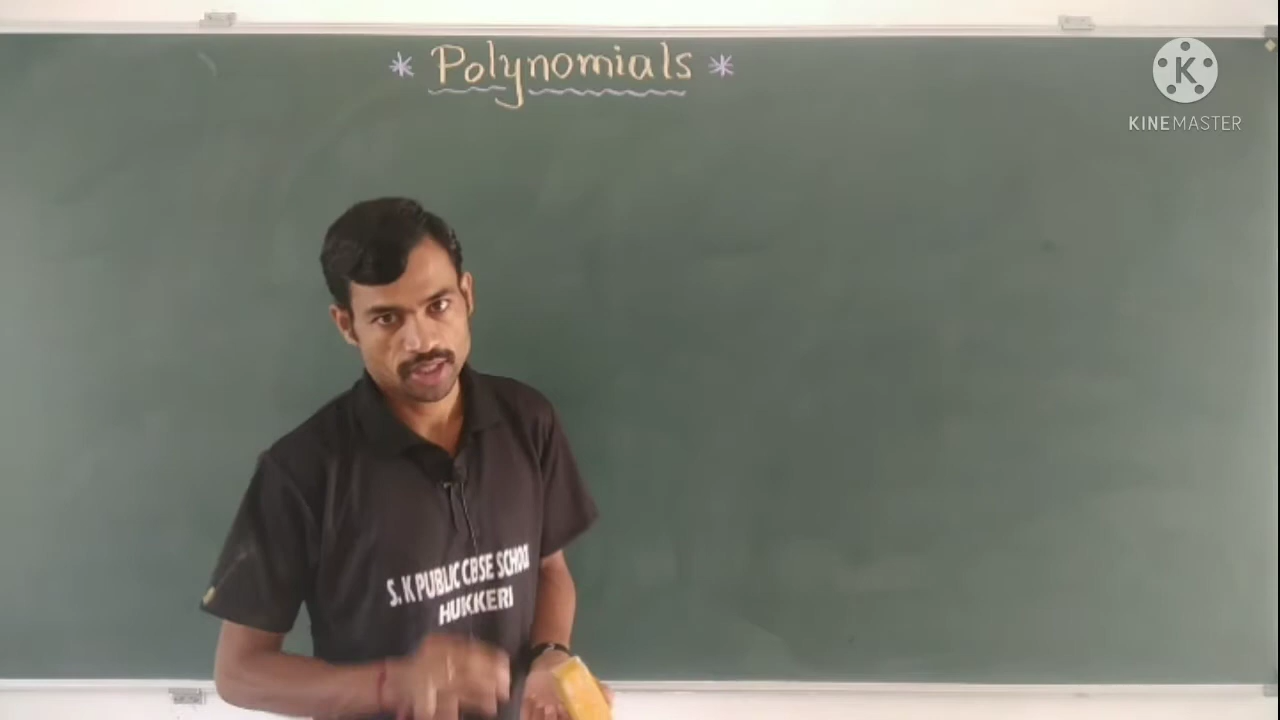 * Polynomials *
KINEMASTER
S. K PUBLIC CBSE SCHOOL
HUKKERI